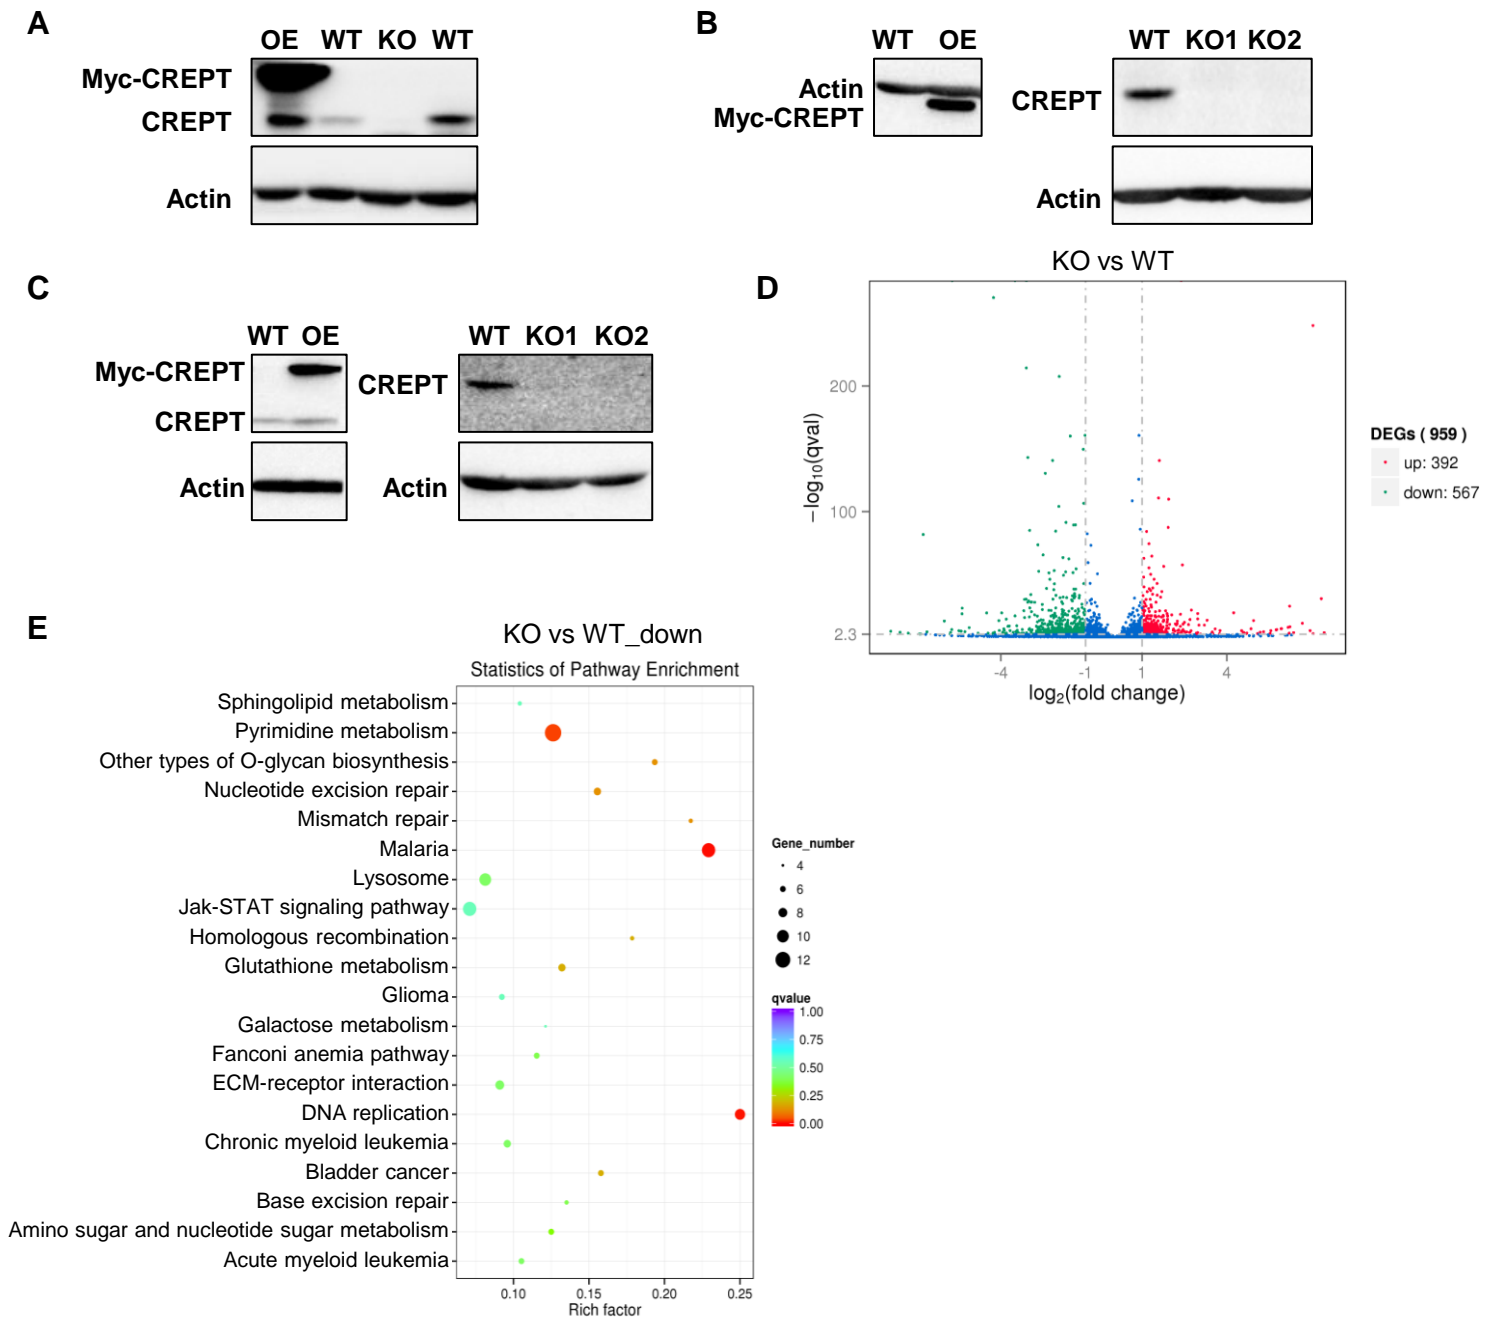 A
OE WT KO WT
Myc-CREPT
CREPT
Actin
B
WT OE
Actin
Myc-CREPT
WT KO1 KO2
CREPT
Actin
C
WT OE
Myc-CREPT
CREPT
Actin
WT KO1 KO2
CREPT
Actin
D
KO vs WT
−log10(qval)
200
100
2.3
-4 -1 1 4
log2(fold change)
DEGs ( 959 )
up: 392
down: 567
E
KO vs WT_down
Statistics of Pathway Enrichment
Sphingolipid metabolism
Pyrimidine metabolism
Other types of O-glycan biosynthesis
Nucleotide excision repair
Mismatch repair
Malaria
Lysosome
Jak-STAT signaling pathway
Homologous recombination
Glutathione metabolism
Glioma
Galactose metabolism
Fanconi anemia pathway
ECM-receptor interaction
DNA replication
Chronic myeloid leukemia
Bladder cancer
Base excision repair
Amino sugar and nucleotide sugar metabolism
Acute myeloid leukemia
0.10 0.15 0.20 0.25
Rich factor
Gene_number
4
6
8
10
12
qvalue
1.00
0.75
0.50
0.25
0.00